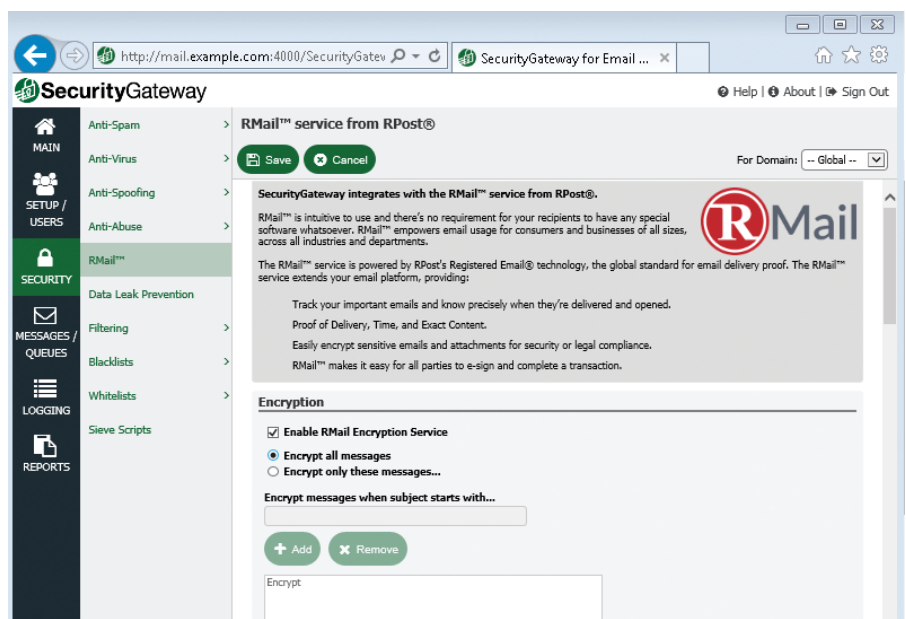 http://mail.example.com:4000/SecurityGatew
SecurityGateway for Email ...
SecurityGateway
Help | About | Sign Out
MAIN
SETUP /
USERS
SECURITY
MESSAGES /
QUEUES
LOGGING
REPORTS
Anti-Spam
Anti-Virus
Anti-Spoofing
Anti-Abuse
RMail™
Data Leak Prevention
Filtering
Blacklists
Whitelists
Sieve Scripts
RMail™ service from RPost®
Save
Cancel
For Domain: -- Global --
SecurityGateway integrates with the RMail™ service from RPost®.
RMail™ is intuitive to use and there's no requirement for your recipients to have any special
software whatsoever. RMail™ empowers email usage for consumers and businesses of all sizes,
across all industries and departments.
RMail
The RMail™ service is powered by RPost's Registered Email® technology, the global standard for email delivery proof. The RMail™
service extends your email platform, providing:
Track your important emails and know precisely when they're delivered and opened.
Proof of Delivery, Time, and Exact Content.
Easily encrypt sensitive emails and attachments for security or legal compliance.
RMail™ makes it easy for all parties to e-sign and complete a transaction.
Encryption
Enable RMail Encryption Service
Encrypt all messages
Encrypt only these messages...
Encrypt messages when subject starts with...
Add
Remove
Encrypt